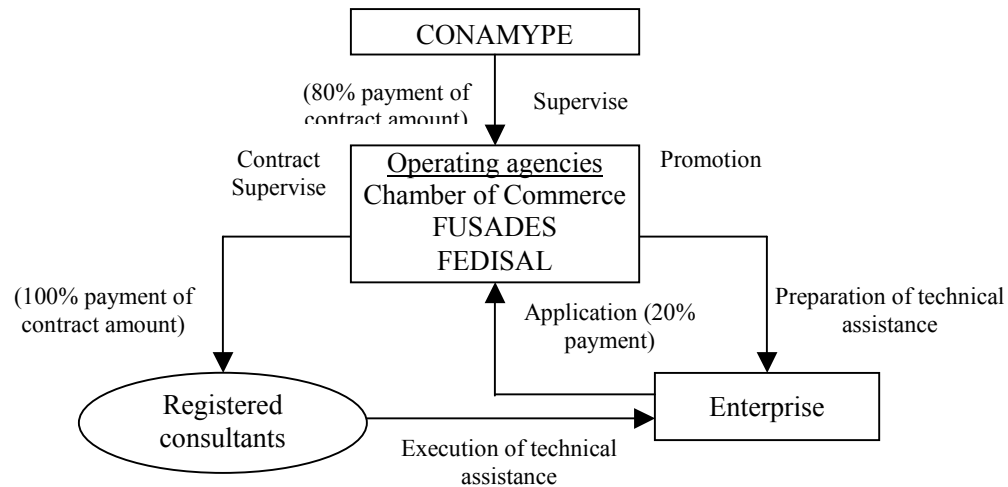 CONAMYPE
(80% payment of
contract amount)
Supervise
Contract
Supervise
Operating agencies
Chamber of Commerce
FUSADES
FEDISAL
Promotion
(100% payment of
contract amount)
Application (20%
payment)
Preparation of technical
assistance
Registered
consultants
Enterprise
Execution of technical
assistance